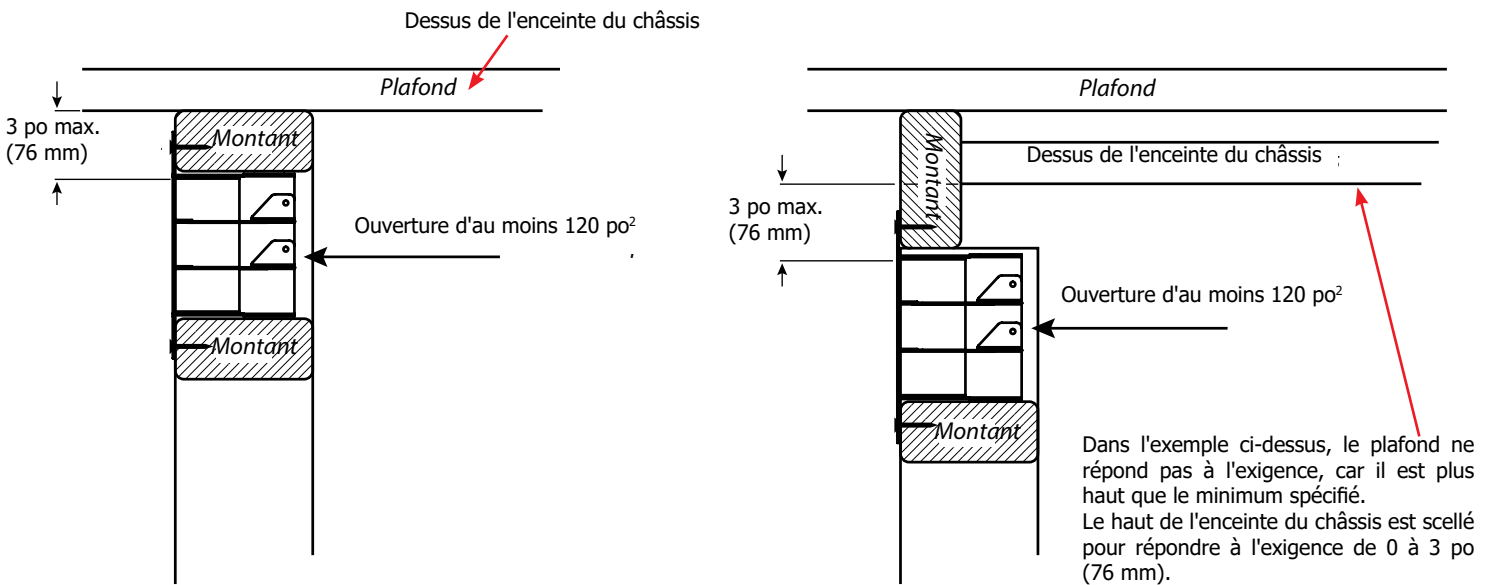 Dessus de l'enceinte du châssis
Plafond
3 po max.
(76 mm)
Montant
Ouverture d'au moins 120 po²
Montant
Plafond
Montant
Dessus de l'enceinte du châssis
3 po max.
(76 mm)
Ouverture d'au moins 120 po²
Montant
Dans l'exemple ci-dessus, le plafond ne
répond pas à l'exigence, car il est plus
haut que le minimum spécifié.
Le haut de l'enceinte du châssis est scellé
pour répondre à l'exigence de 0 à 3 po
(76 mm).